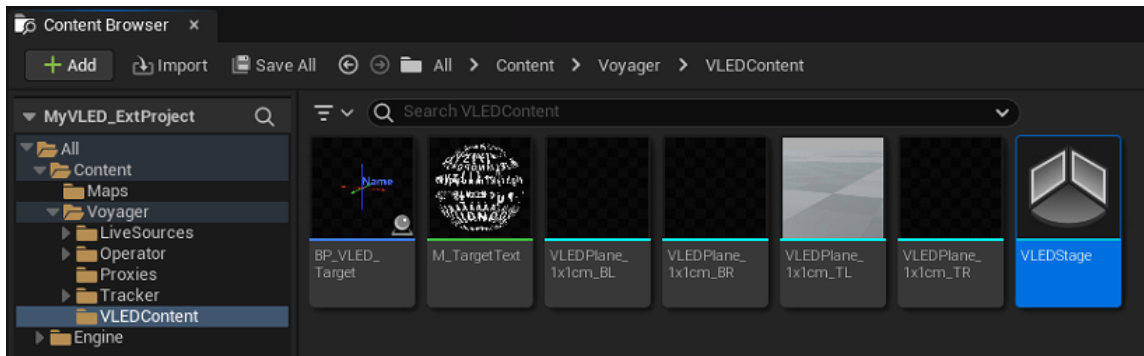 Content Browser ×
+ Add Import Save All All > Content > Voyager > VLEDContent
MyVLED_ExtProject
Search VLEDContent
All
Content
Maps
Voyager
LiveSources
Operator
Proxies
Tracker
VLEDContent
Engine
Name
BP_VLED_
Target
M_TargetText
VLEDPlane_
1x1cm_BL
VLEDPlane_
1x1cm_BR
VLEDPlane_
1x1cm_TL
VLEDPlane_
1x1cm_TR
VLEDStage